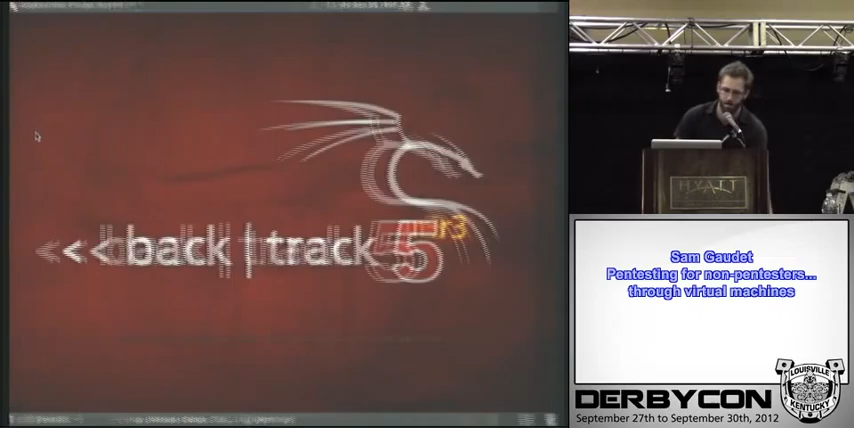 << back | track 5 r3
HYATT
Sam Gaudet
Pentesting for non-pentesters...
through virtual machines
LOUISVILLE
KENTUCKY
DERBYCON
September 27th to September 30th, 2012